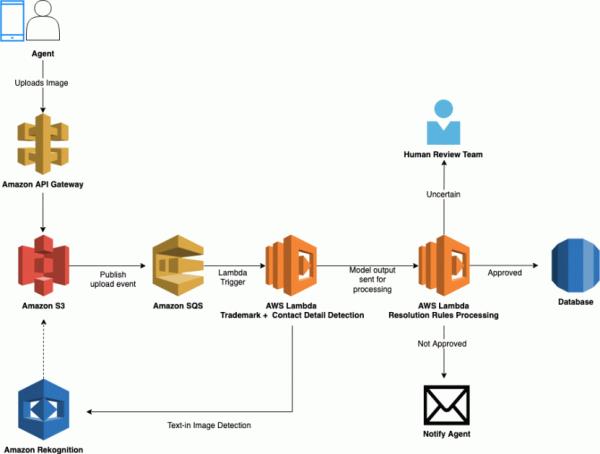 Agent
Uploads Image
Amazon API Gateway
Human Review Team
Uncertain
Amazon S3
Publish
upload event
Amazon SQS
Lambda
Trigger
AWS Lambda
Trademark + Contact Detail Detection
Model output
sent for
processing
AWS Lambda
Resolution Rules Processing
Approved
Database
Not Approved
Notify Agent
Text-in Image Detection
Amazon Rekognition